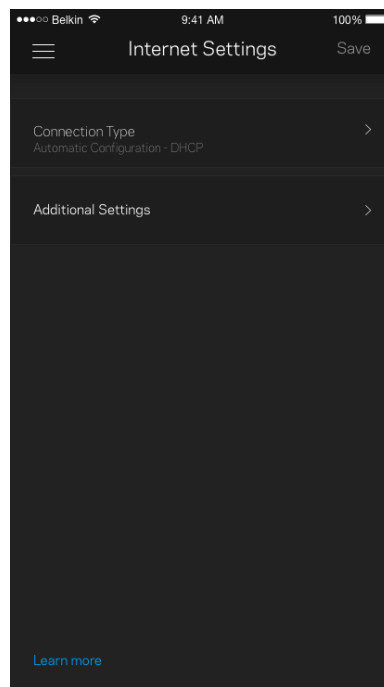 Belkin 9:41 AM 100%
Internet Settings Save
Connection Type
Automatic Configuration - DHCP
Additional Settings
Learn more